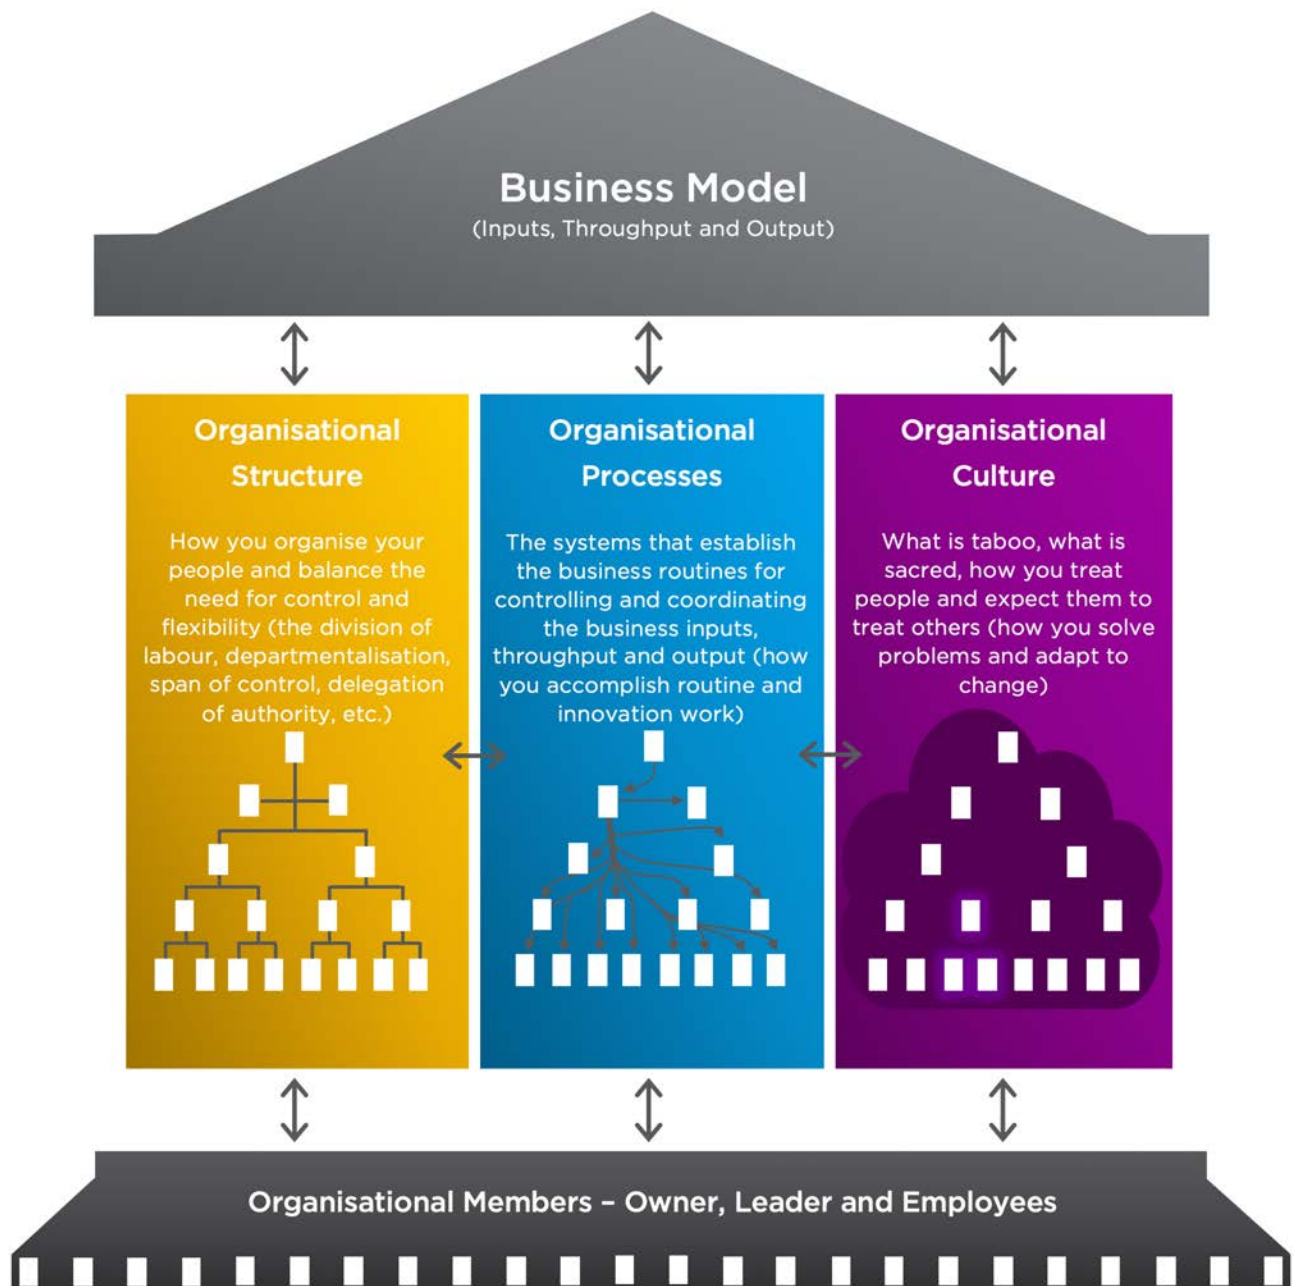 Business Model
(Inputs, Throughput and Output)
Organisational
Structure
How you organise your
people and balance the
need for control and
flexibility (the division of
labour, departmentalisation,
span of control, delegation
of authority, etc.)
Organisational
Processes
The systems that establish
the business routines for
controlling and coordinating
the business inputs,
throughput and output (how
you accomplish routine and
innovation work)
Organisational
Culture
What is taboo, what is
sacred, how you treat
people and expect them to
treat others (how you solve
problems and adapt to
change)
Organisational Members – Owner, Leader and Employees